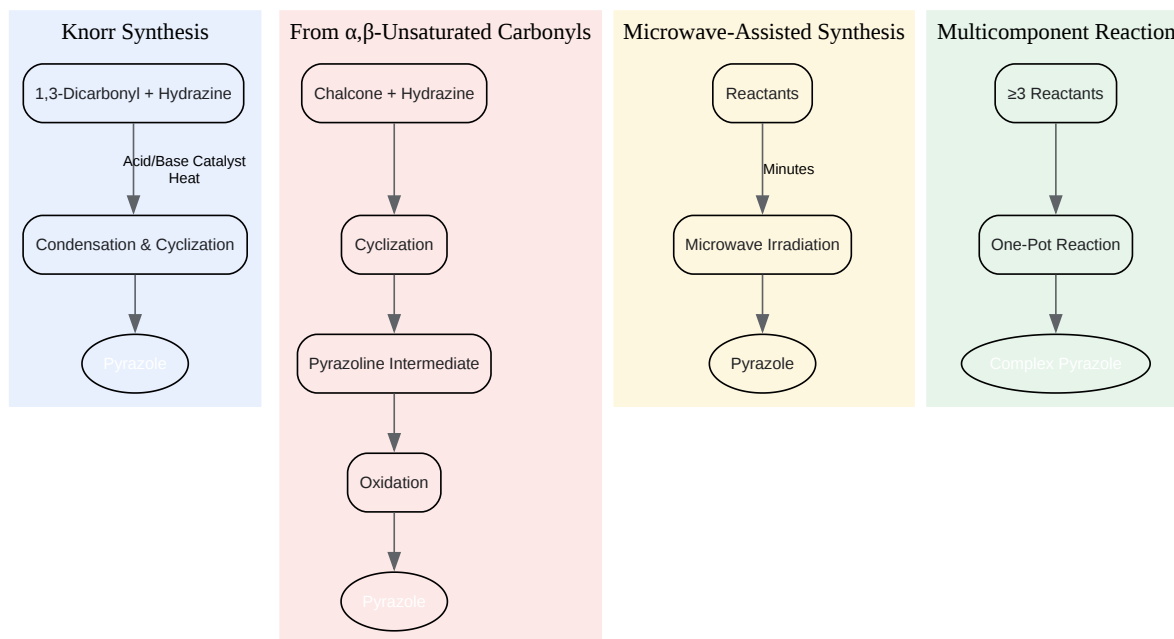 Knorr Synthesis
1,3-Dicarbonyl + Hydrazine
Acid/Base Catalyst
Heat
Condensation & Cyclization
Pyrazole
From α,β-Unsaturated Carbonyls
Chalcone + Hydrazine
Cyclization
Pyrazoline Intermediate
Oxidation
Pyrazole
Microwave-Assisted Synthesis
Reactants
Minutes
Microwave Irradiation
Pyrazole
Multicomponent Reaction
≥3 Reactants
One-Pot Reaction
Complex Pyrazole